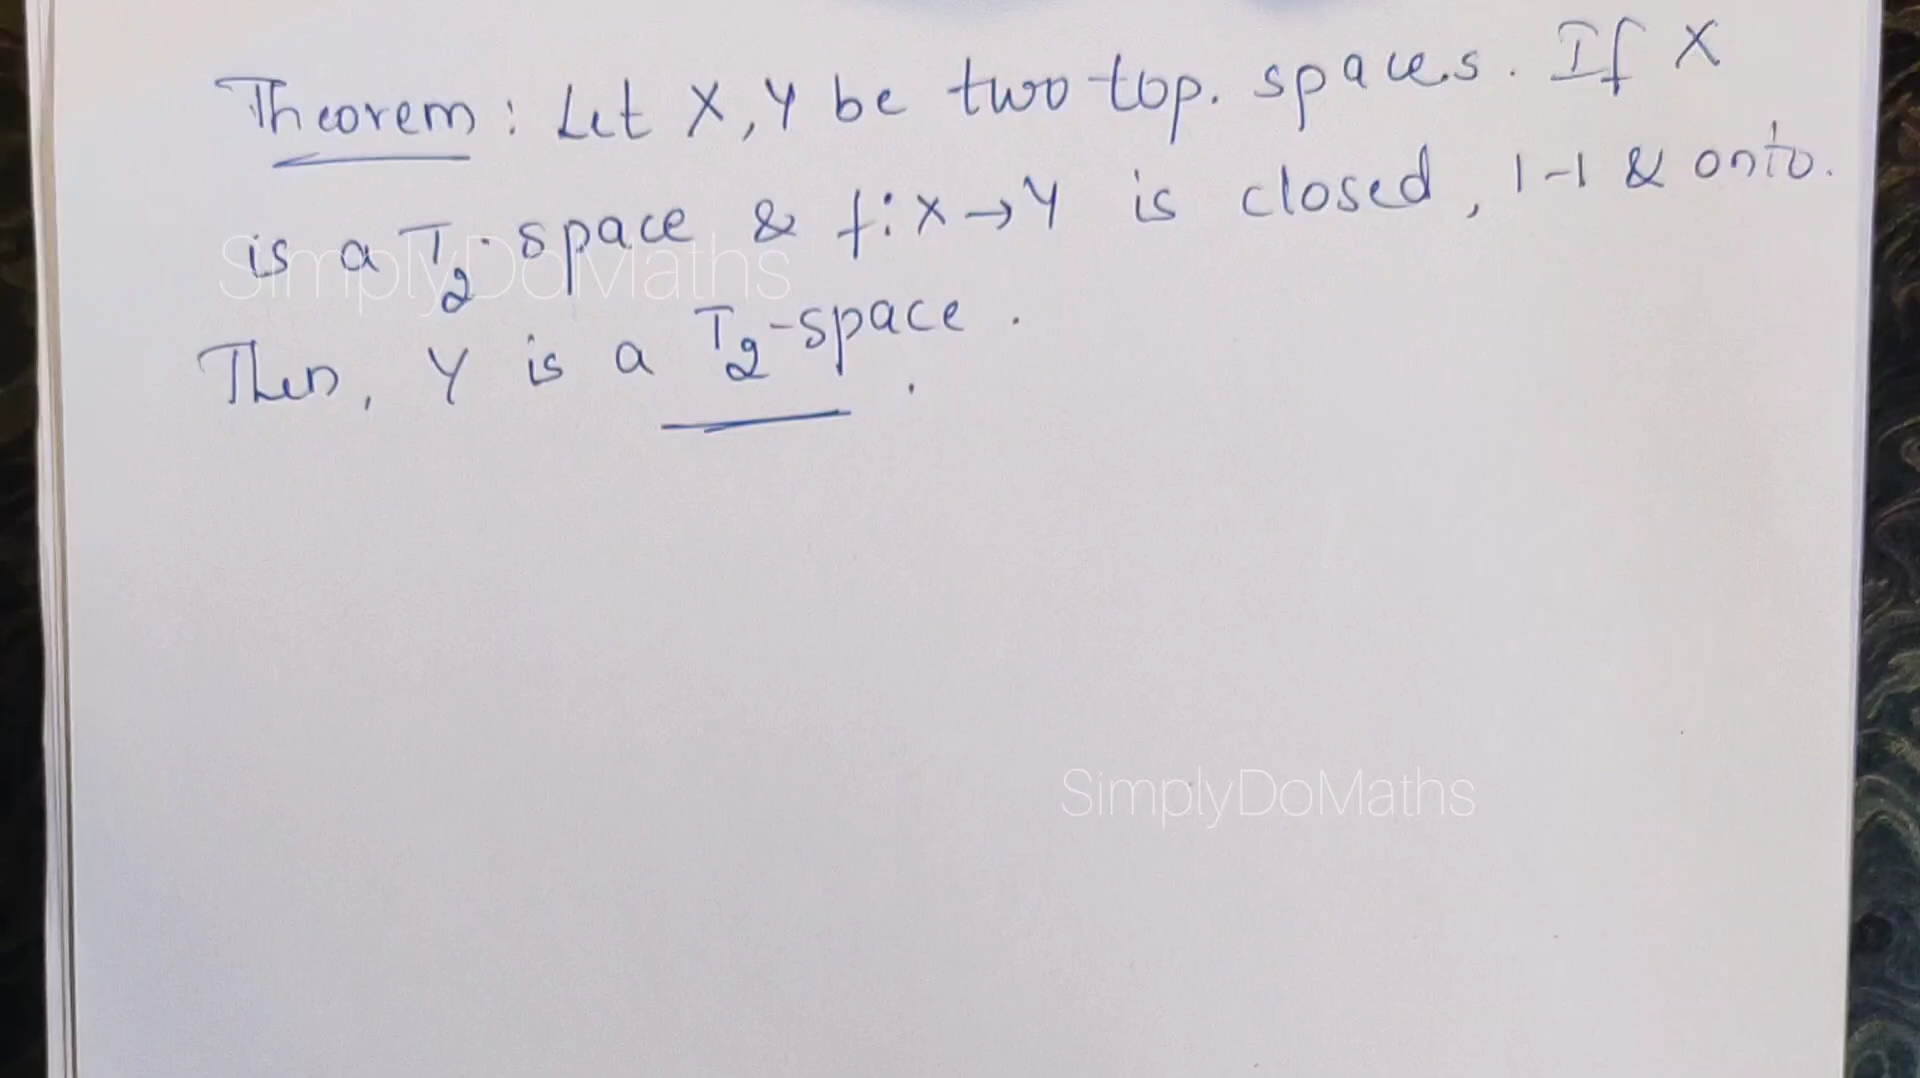 Theorem : Let X, Y be two top. spaces. If X
is a T₂-space & f: X → Y is closed, 1-1 & onto.
SimplyDoMaths
Then, Y is a T₂-space.
SimplyDoMaths